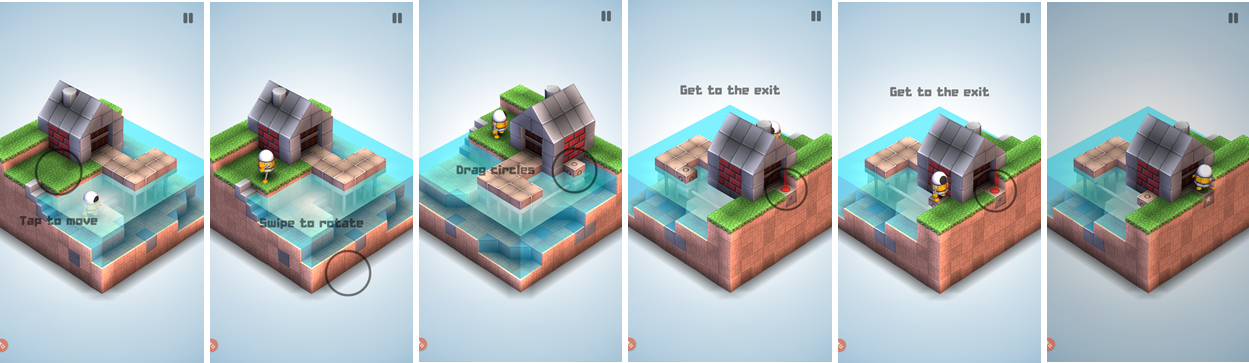 Tap to move
Swipe to rotate
Drag circles
Get to the exit
Get to the exit